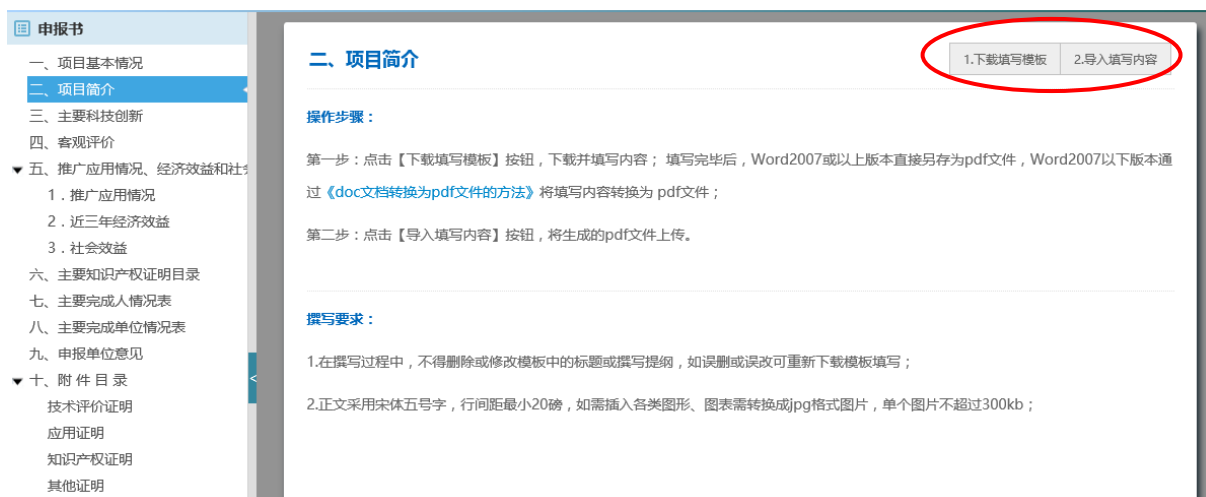 申报书
一、项目基本情况
二、项目简介
三、主要科技创新
四、客观评价
五、推广应用情况、经济效益和社会
1．推广应用情况
2．近三年经济效益
3．社会效益
六、主要知识产权证明目录
七、主要完成人情况表
八、主要完成单位情况表
九、申报单位意见
十、附 件 目 录
技术评价证明
应用证明
知识产权证明
其他证明
<
二、项目简介
1.下载填写模板
2.导入填写内容
操作步骤：
第一步：点击【下载填写模板】按钮，下载并填写内容； 填写完毕后，Word2007或以上版本直接另存为pdf文件，Word2007以下版本通
过《doc文档转换为pdf文件的方法》将填写内容转换为 pdf文件；
第二步：点击【导入填写内容】按钮，将生成的pdf文件上传。
撰写要求：
1.在撰写过程中，不得删除或修改模板中的标题或撰写提纲，如误删或误改可重新下载模板填写；
2.正文采用宋体五号字，行间距最小20磅，如需插入各类图形、图表需转换成jpg格式图片，单个图片不超过300kb；